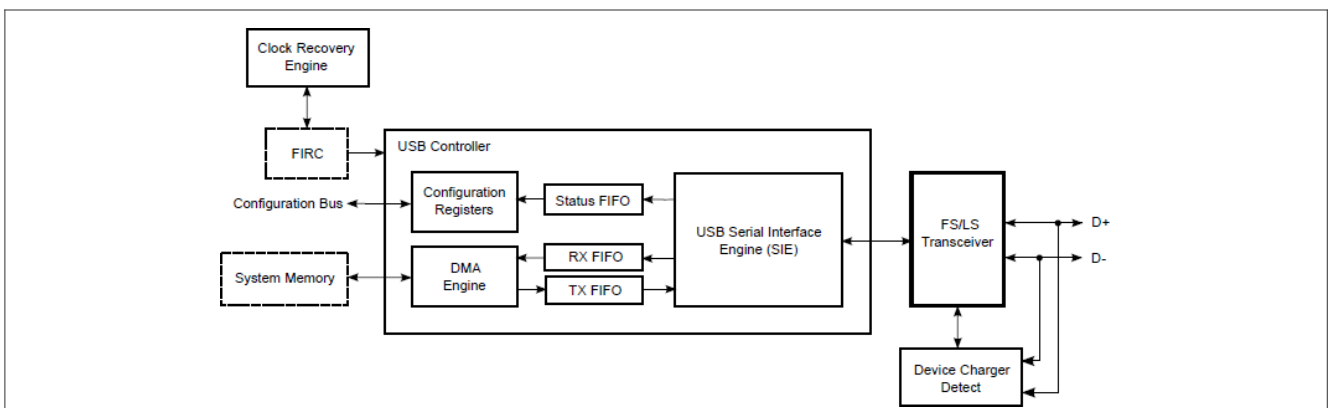 Clock Recovery
Engine
FIRC
USB Controller
Configuration Bus
Configuration
Registers
Status FIFO
USB Serial Interface
Engine (SIE)
FS/LS
Transceiver
D+
D-
System Memory
DMA
Engine
RX FIFO
TX FIFO
Device Charger
Detect